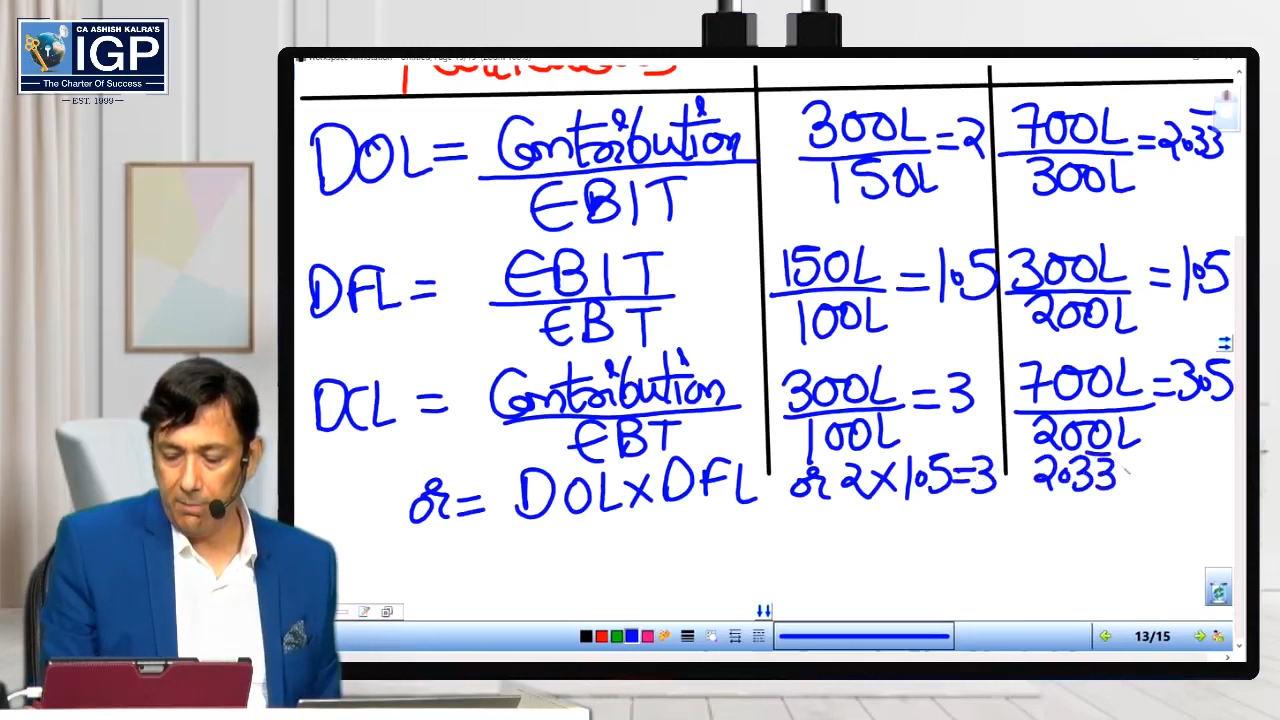 CA ASHISH KALRA'S
IGP
The Charter Of Success
EST. 1999
DOL = Contribution / EBIT 300L / 150L = 2 700L / 300L = 2.33
DFL = EBIT / EBT 150L / 100L = 1.5 300L / 200L = 1.5
DCL = Contribution / EBT 300L / 100L = 3 700L / 200L = 3.5
or = DOL X DFL or 2 X 1.5 = 3 2.33
13/15